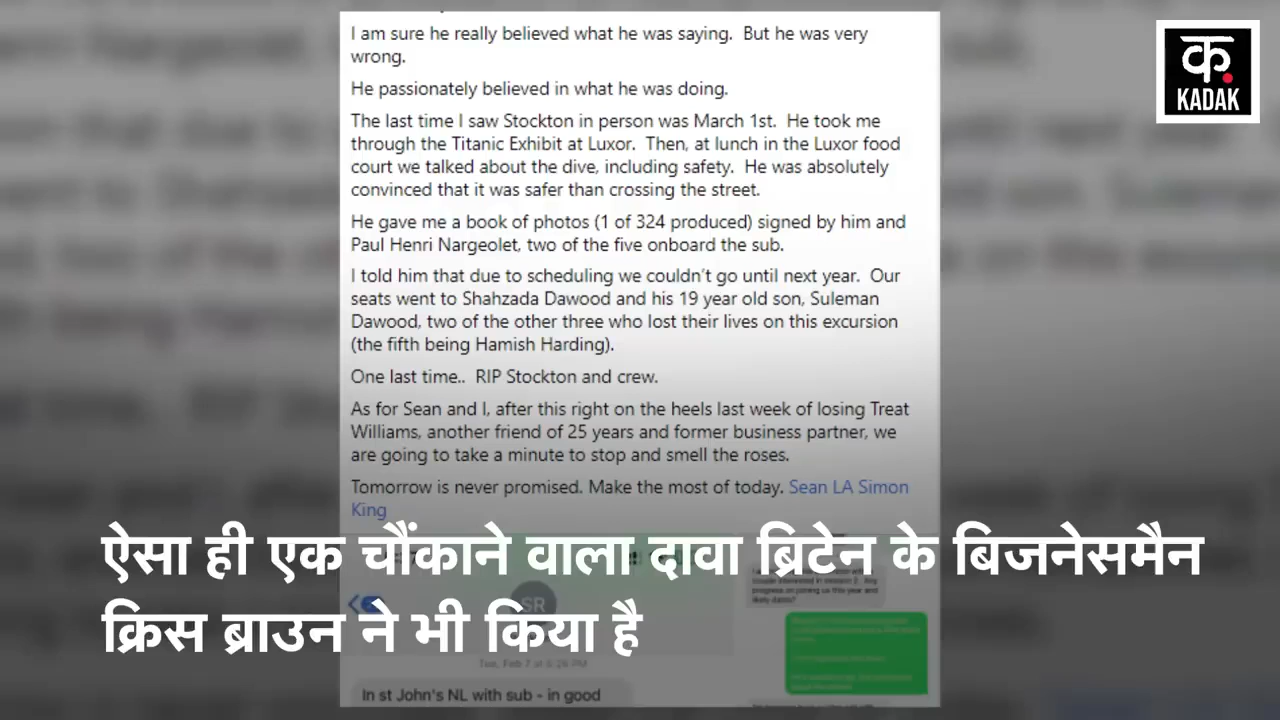 I am sure he really believed what he was saying. But he was very
wrong.
He passionately believed in what he was doing.
The last time I saw Stockton in person was March 1st. He took me
through the Titanic Exhibit at Luxor. Then, at lunch in the Luxor food
court we talked about the dive, including safety. He was absolutely
convinced that it was safer than crossing the street.
He gave me a book of photos (1 of 324 produced) signed by him and
Paul Henri Nargeolet, two of the five onboard the sub.
I told him that due to scheduling we couldn't go until next year. Our
seats went to Shahzada Dawood and his 19 year old son, Suleman
Dawood, two of the other three who lost their lives on this excursion
(the fifth being Hamish Harding).
One last time.. RIP Stockton and crew.
As for Sean and I, after this right on the heels last week of losing Treat
Williams, another friend of 25 years and former business partner, we
are going to take a minute to stop and smell the roses.
Tomorrow is never promised. Make the most of today. Sean LA Simon
King
क
KADAK
ऐसा ही एक चौंकाने वाला दावा ब्रिटेन के बिजनेसमैन
क्रिस ब्राउन ने भी किया है
SR
Tue, Feb 7 at 6:26 PM
In st John's NL with sub - in good